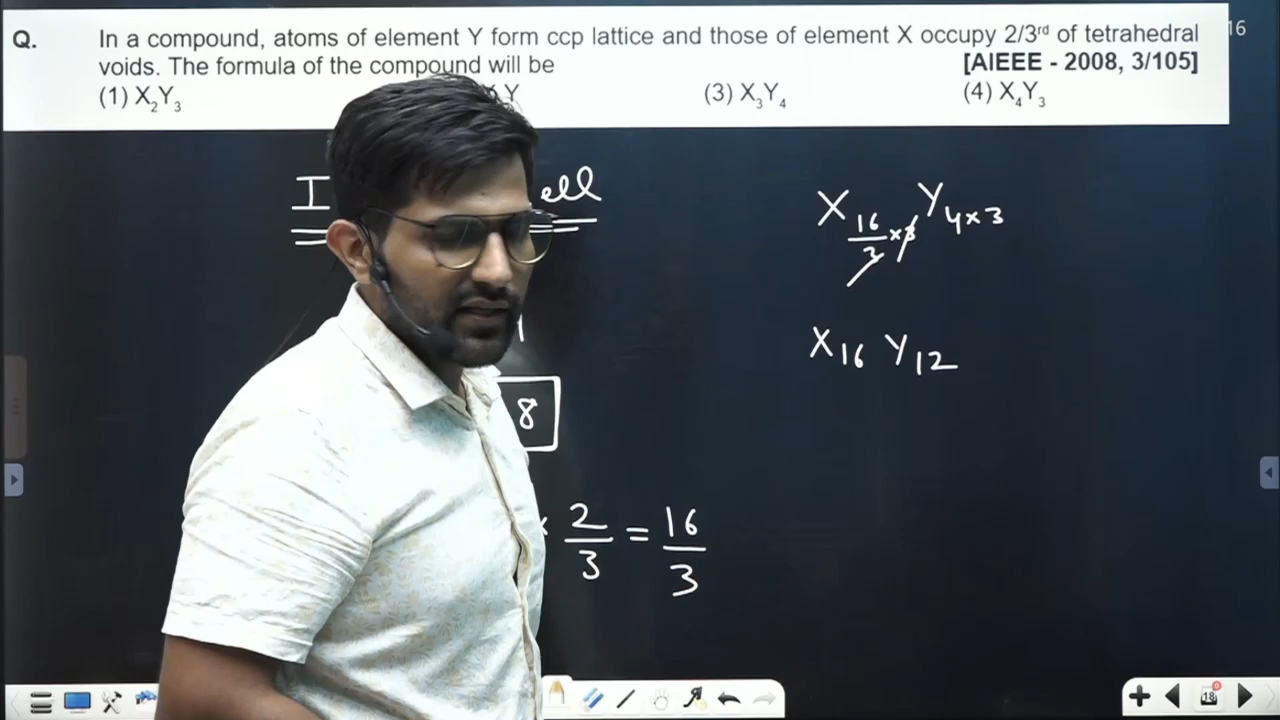 16
Q. In a compound, atoms of element Y form ccp lattice and those of element X occupy 2/3rd of tetrahedral
voids. The formula of the compound will be [AIEEE - 2008, 3/105]
(1) X2Y3 Y (3) X3Y4 (4) X4Y3
I ell
X16/3×3 Y4×3
X16 Y12
8
× 2/3 = 16/3
18